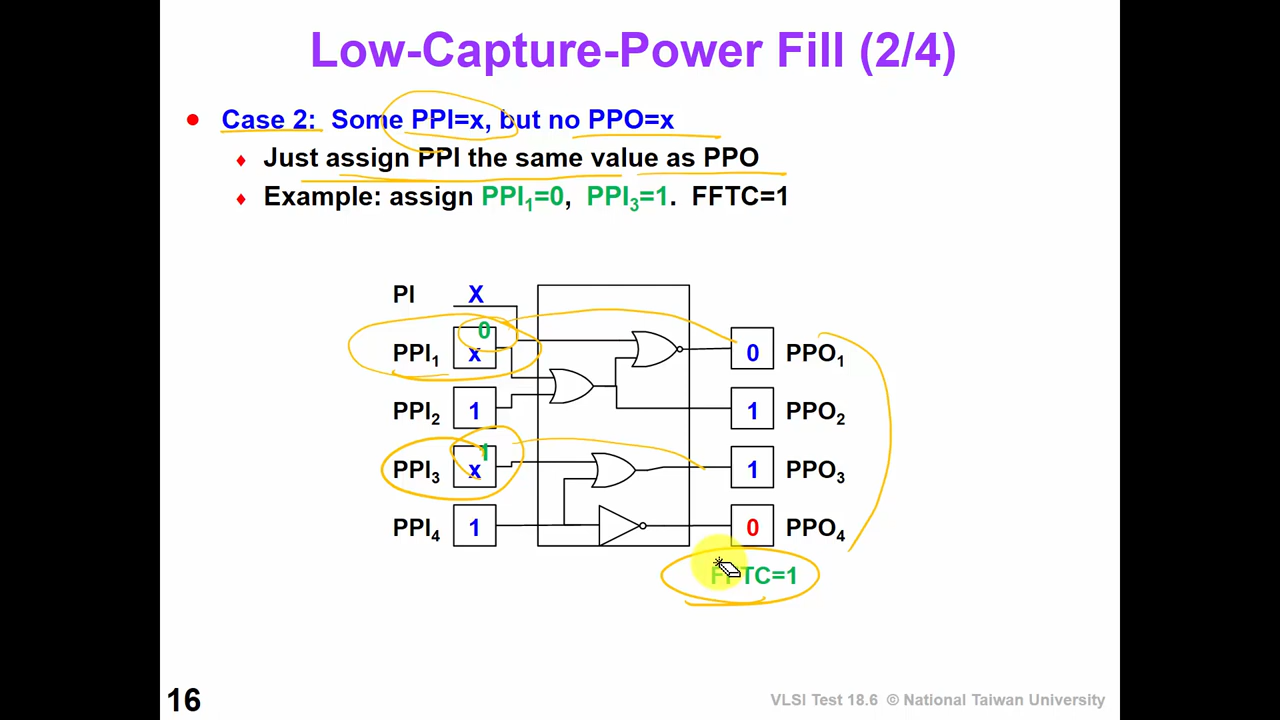 Low-Capture-Power Fill (2/4)
Case 2: Some PPI=x, but no PPO=x
Just assign PPI the same value as PPO
Example: assign PPI1=0, PPI3=1. FFTC=1
PI X
0
PPI1 x 0 PPO1
PPI2 1 1 PPO2
1
PPI3 x 1 PPO3
PPI4 1 0 PPO4
FFTC=1
16
VLSI Test 18.6 © National Taiwan University